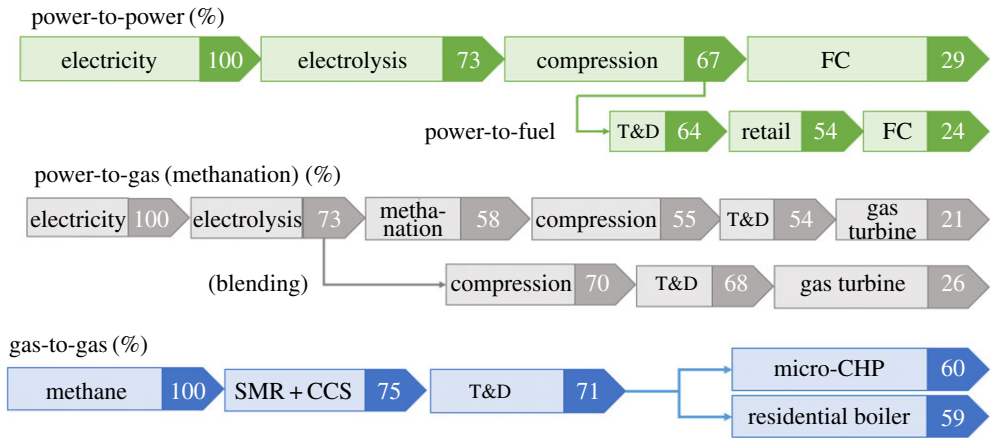 power-to-power (%)
electricity 100 electrolysis 73 compression 67 FC 29
power-to-fuel T&D 64 retail 54 FC 24
power-to-gas (methanation) (%)
electricity 100 electrolysis 73 metha-nation 58 compression 55 T&D 54 gas turbine 21
(blending) compression 70 T&D 68 gas turbine 26
gas-to-gas (%)
methane 100 SMR + CCS 75 T&D 71 micro-CHP 60
residential boiler 59